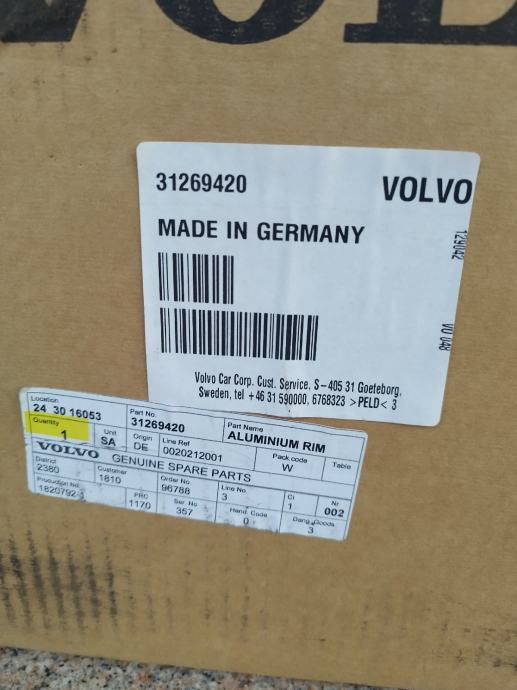 31269420 VOLVO
MADE IN GERMANY
129042
VO 048
Volvo Car Corp. Cust. Service, S-405 31 Goeteborg,
Sweden, tel +46 31 590000, 6768323 >PELD< 3
Location Part No. Part Name
24 30 16053 31269420 ALUMINIUM RIM
Quantity Unit Origin Line Ref Pack code Table
1 SA DE 0020212001 W
VOLVO GENUINE SPARE PARTS
District Customer Order No. Line No. CI Nr
2380 1810 96788 3 1 002
Production No. PRC Ser. No Hand. Code Dang. Goods
1820792-1 1170 357 0 3